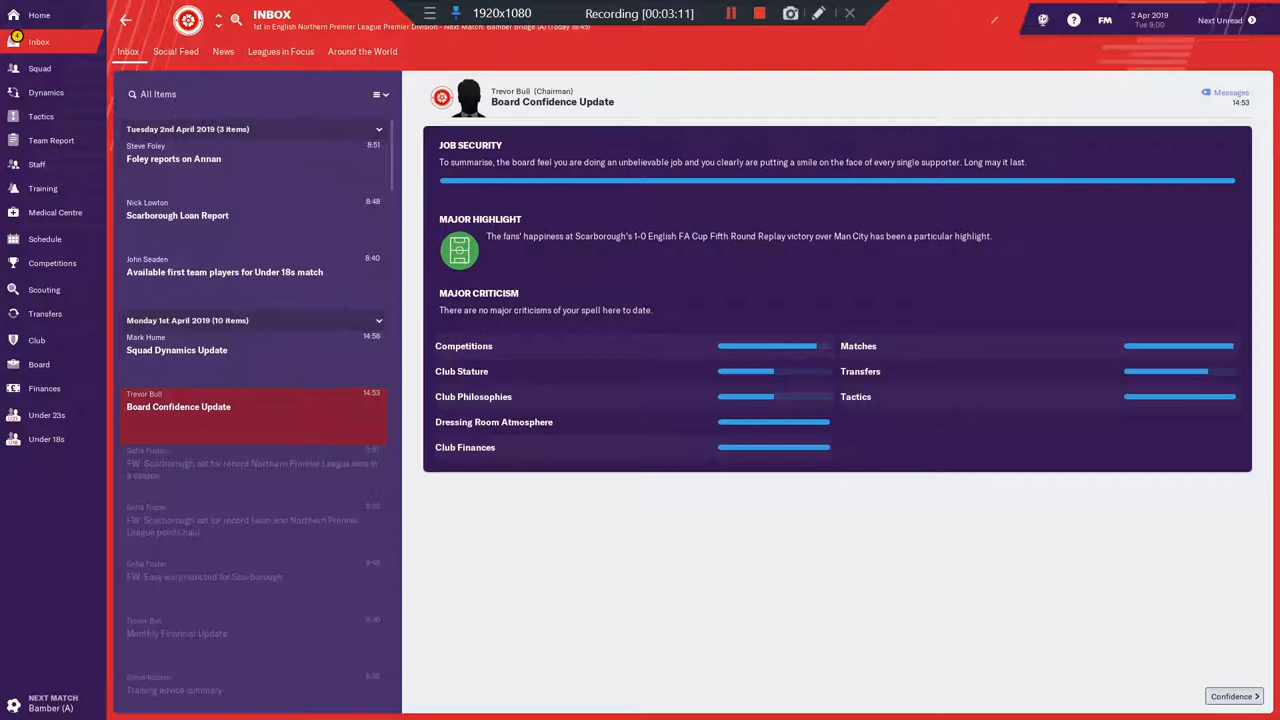 1920x1080
Recording [00:03:11]
INBOX
1st in English Northern Premier League Premier Division - Next Match: Bamber Bridge (A) (Today 19:45)
FM
2 Apr 2019
Tue 9:00
Next Unread
Home
4
Inbox
Squad
Dynamics
Tactics
Team Report
Staff
Training
Medical Centre
Schedule
Competitions
Scouting
Transfers
Club
Board
Finances
Under 23s
Under 18s
NEXT MATCH
Bamber (A)
Inbox
Social Feed
News
Leagues in Focus
Around the World
All Items
Tuesday 2nd April 2019 (3 items)
Steve Foley 8:51
Foley reports on Annan
Nick Lowton 8:48
Scarborough Loan Report
John Seaden 8:40
Available first team players for Under 18s match
Monday 1st April 2019 (10 items)
Mark Hume 14:58
Squad Dynamics Update
Trevor Bull 14:53
Board Confidence Update
FW: Scarborough set for record Northern Premier League wins in
a season
FW: Scarborough set for record team and Northern Premier
League points haul
FW: Easy win predicted for Scarborough
Trevor Bull
Monthly Financial Update
Training advice summary
Trevor Bull (Chairman)
Board Confidence Update
Messages
14:53
JOB SECURITY
To summarise, the board feel you are doing an unbelievable job and you clearly are putting a smile on the face of every single supporter. Long may it last.
MAJOR HIGHLIGHT
The fans' happiness at Scarborough's 1-0 English FA Cup Fifth Round Replay victory over Man City has been a particular highlight.
MAJOR CRITICISM
There are no major criticisms of your spell here to date.
Competitions
Matches
Club Stature
Transfers
Club Philosophies
Tactics
Dressing Room Atmosphere
Club Finances
Confidence